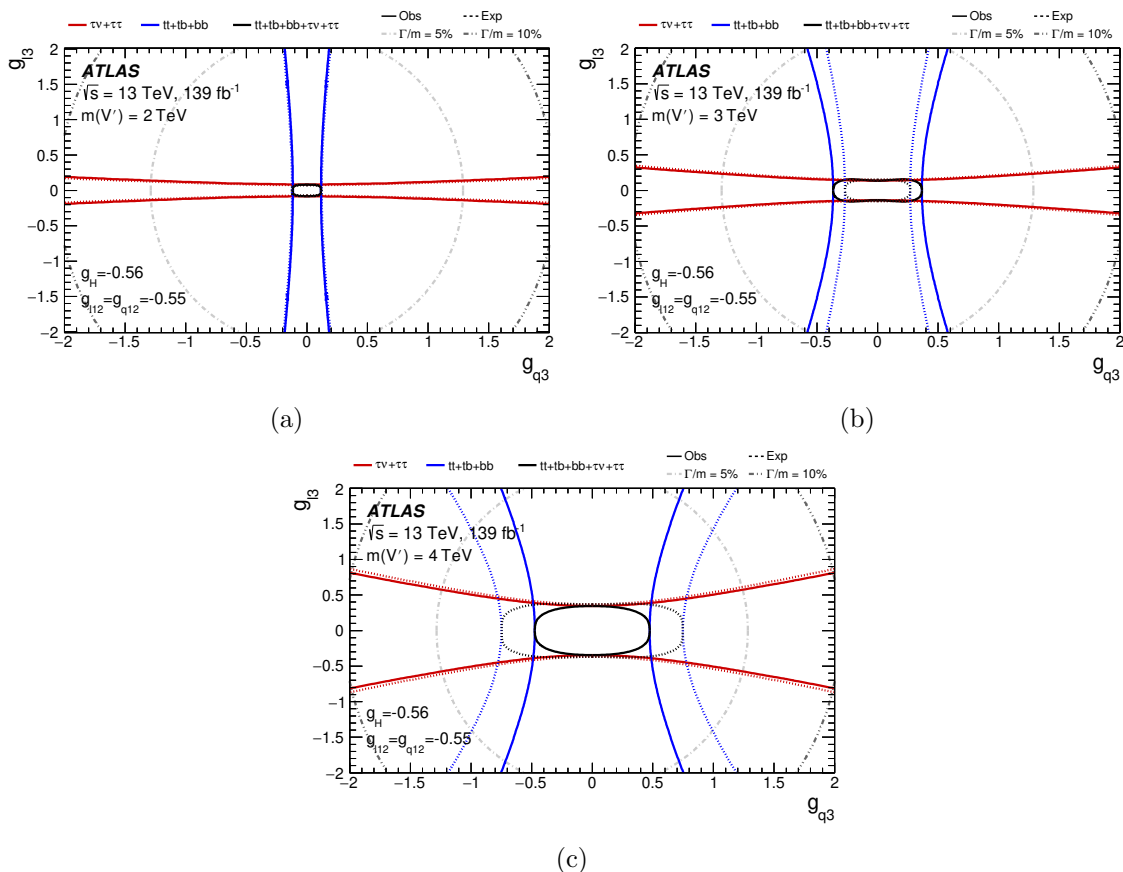 τν+ττ tt+tb+bb tt+tb+bb+τν+ττ Obs Exp
Γ/m = 5% Γ/m = 10%
g_l3
2
1.5
1
0.5
0
−0.5
−1
−1.5
−2
ATLAS
√s = 13 TeV, 139 fb⁻¹
m(V′) = 2 TeV
g_H=-0.56
g_l12=g_q12=-0.55
−2 −1.5 −1 −0.5 0 0.5 1 1.5 2
g_q3
(a)
τν+ττ tt+tb+bb tt+tb+bb+τν+ττ Obs Exp
Γ/m = 5% Γ/m = 10%
g_l3
2
1.5
1
0.5
0
−0.5
−1
−1.5
−2
ATLAS
√s = 13 TeV, 139 fb⁻¹
m(V′) = 3 TeV
g_H=-0.56
g_l12=g_q12=-0.55
−2 −1.5 −1 −0.5 0 0.5 1 1.5 2
g_q3
(b)
τν+ττ tt+tb+bb tt+tb+bb+τν+ττ Obs Exp
Γ/m = 5% Γ/m = 10%
g_l3
2
1.5
1
0.5
0
−0.5
−1
−1.5
−2
ATLAS
√s = 13 TeV, 139 fb⁻¹
m(V′) = 4 TeV
g_H=-0.56
g_l12=g_q12=-0.55
−2 −1.5 −1 −0.5 0 0.5 1 1.5 2
g_q3
(c)